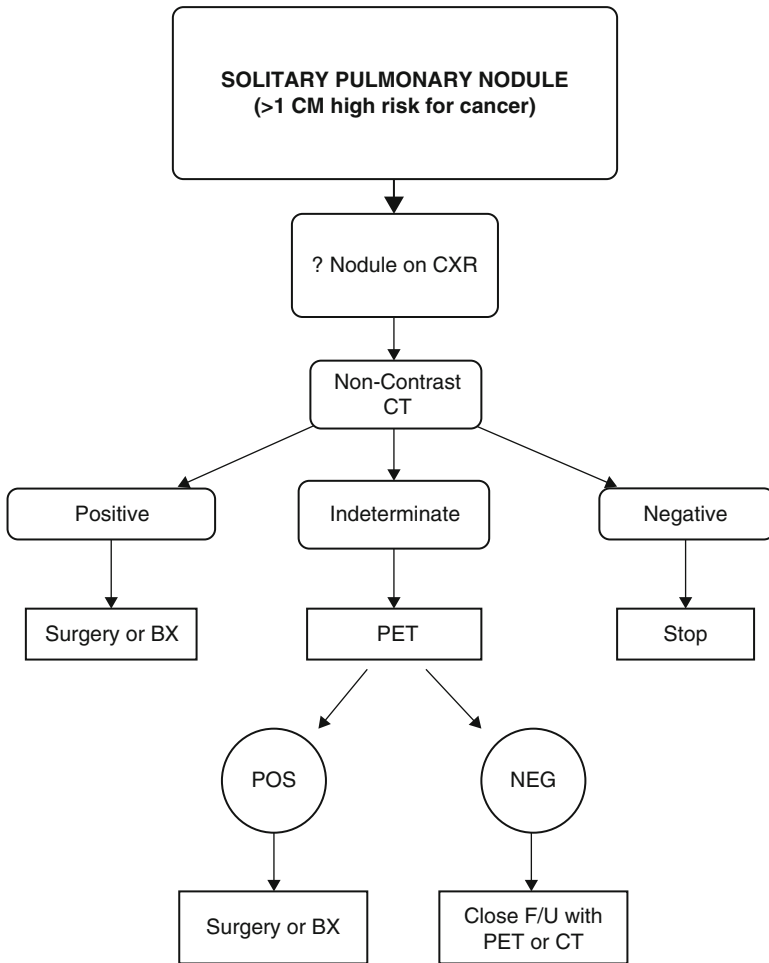 SOLITARY PULMONARY NODULE
(>1 CM high risk for cancer)
? Nodule on CXR
Non-Contrast
CT
Positive
Indeterminate
Negative
Surgery or BX
PET
Stop
POS
NEG
Surgery or BX
Close F/U with
PET or CT